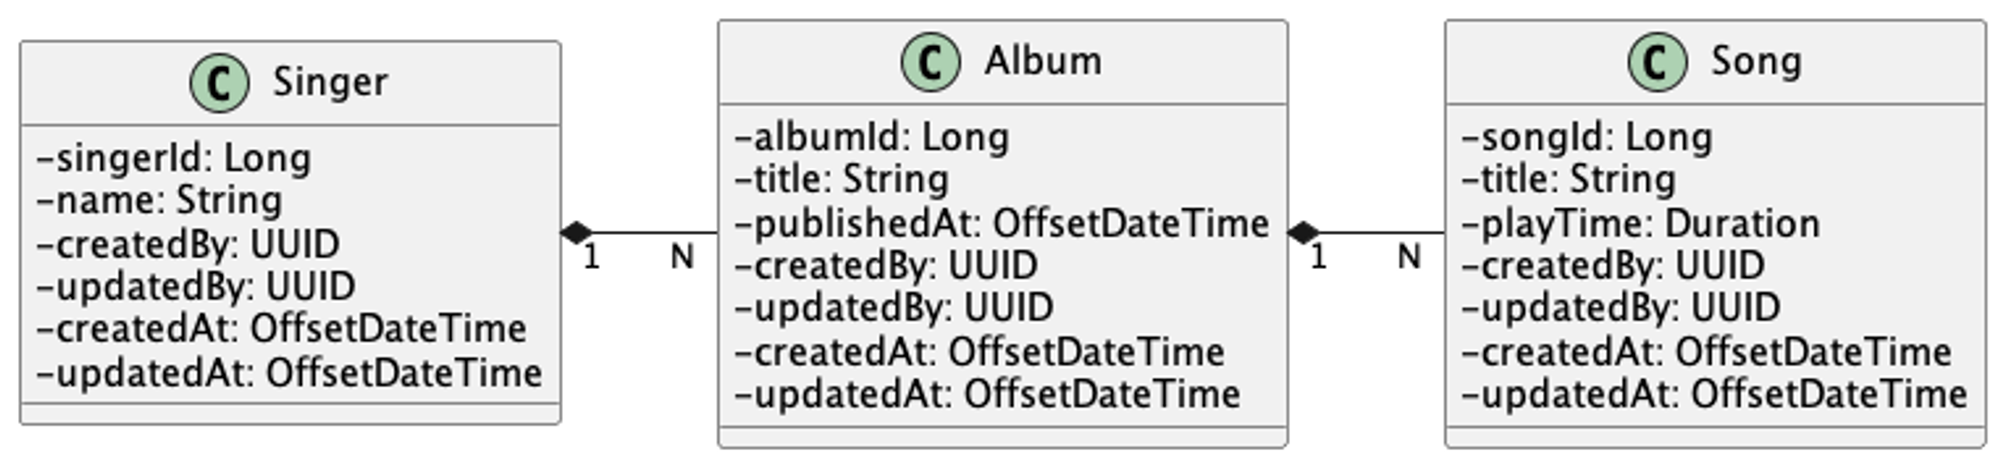 C Singer
-singerId: Long
-name: String
-createdBy: UUID
-updatedBy: UUID
-createdAt: OffsetDateTime
-updatedAt: OffsetDateTime
1 N
C Album
-albumId: Long
-title: String
-publishedAt: OffsetDateTime
-createdBy: UUID
-updatedBy: UUID
-createdAt: OffsetDateTime
-updatedAt: OffsetDateTime
1 N
C Song
-songId: Long
-title: String
-playTime: Duration
-createdBy: UUID
-updatedBy: UUID
-createdAt: OffsetDateTime
-updatedAt: OffsetDateTime